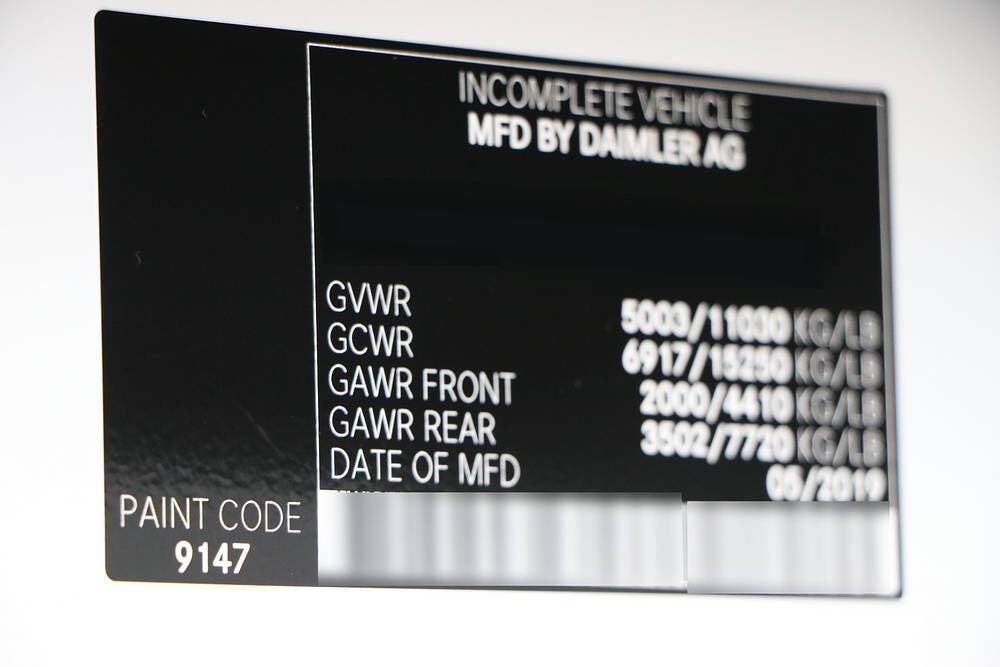 INCOMPLETE VEHICLE
MFD BY DAIMLER AG
GVWR 5003/11030 KG/LB
GCWR 6917/15250 KG/LB
GAWR FRONT 2000/4410 KG/LB
GAWR REAR 3502/7720 KG/LB
DATE OF MFD 05/2019
PAINT CODE
9147